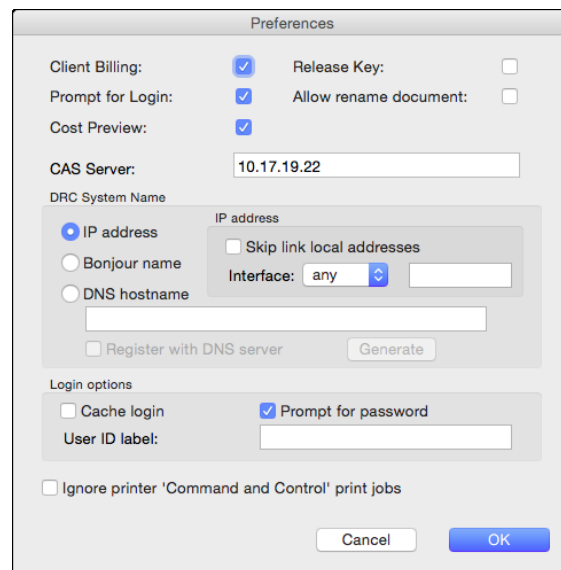 Preferences
Client Billing: Release Key:
Prompt for Login: Allow rename document:
Cost Preview:
CAS Server: 10.17.19.22
DRC System Name
IP address
IP address
Skip link local addresses
Bonjour name
Interface: any
DNS hostname
Register with DNS server Generate
Login options
Cache login Prompt for password
User ID label:
Ignore printer 'Command and Control' print jobs
Cancel OK